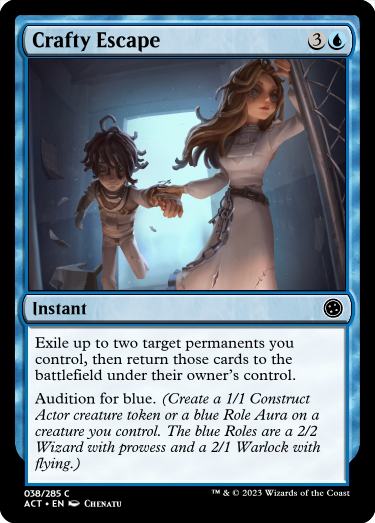 Crafty Escape 3
Instant
Exile up to two target permanents you
control, then return those cards to the
battlefield under their owner's control.
Audition for blue. (Create a 1/1 Construct
Actor creature token or a blue Role Aura on
a creature you control. The blue Roles are a 2/2
Wizard with prowess and a 2/1 Warlock with
flying.)
038/285 C
ACT • EN CHENATU
™ & © 2023 Wizards of the Coast